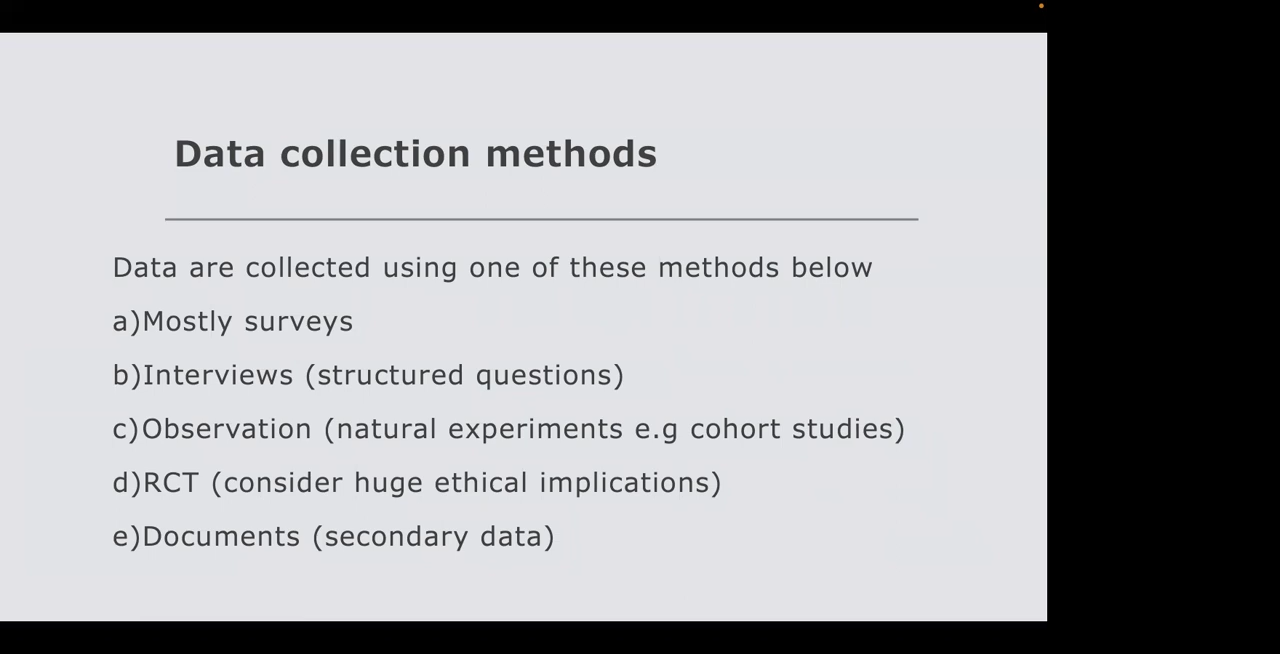 Data collection methods
Data are collected using one of these methods below
a)Mostly surveys
b)Interviews (structured questions)
c)Observation (natural experiments e.g cohort studies)
d)RCT (consider huge ethical implications)
e)Documents (secondary data)